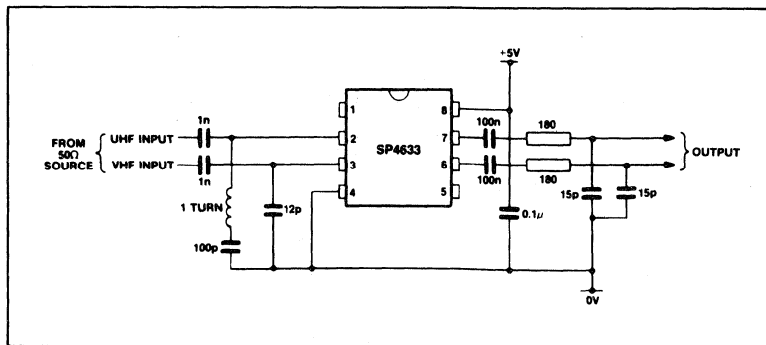 +5V
1n
1
8
100n
180
FROM
50Ω
SOURCE
UHF INPUT
VHF INPUT
2
SP4633
7
OUTPUT
1n
3
6
100n
180
4
5
1 TURN
12p
0.1μ
15p
15p
100p
0V